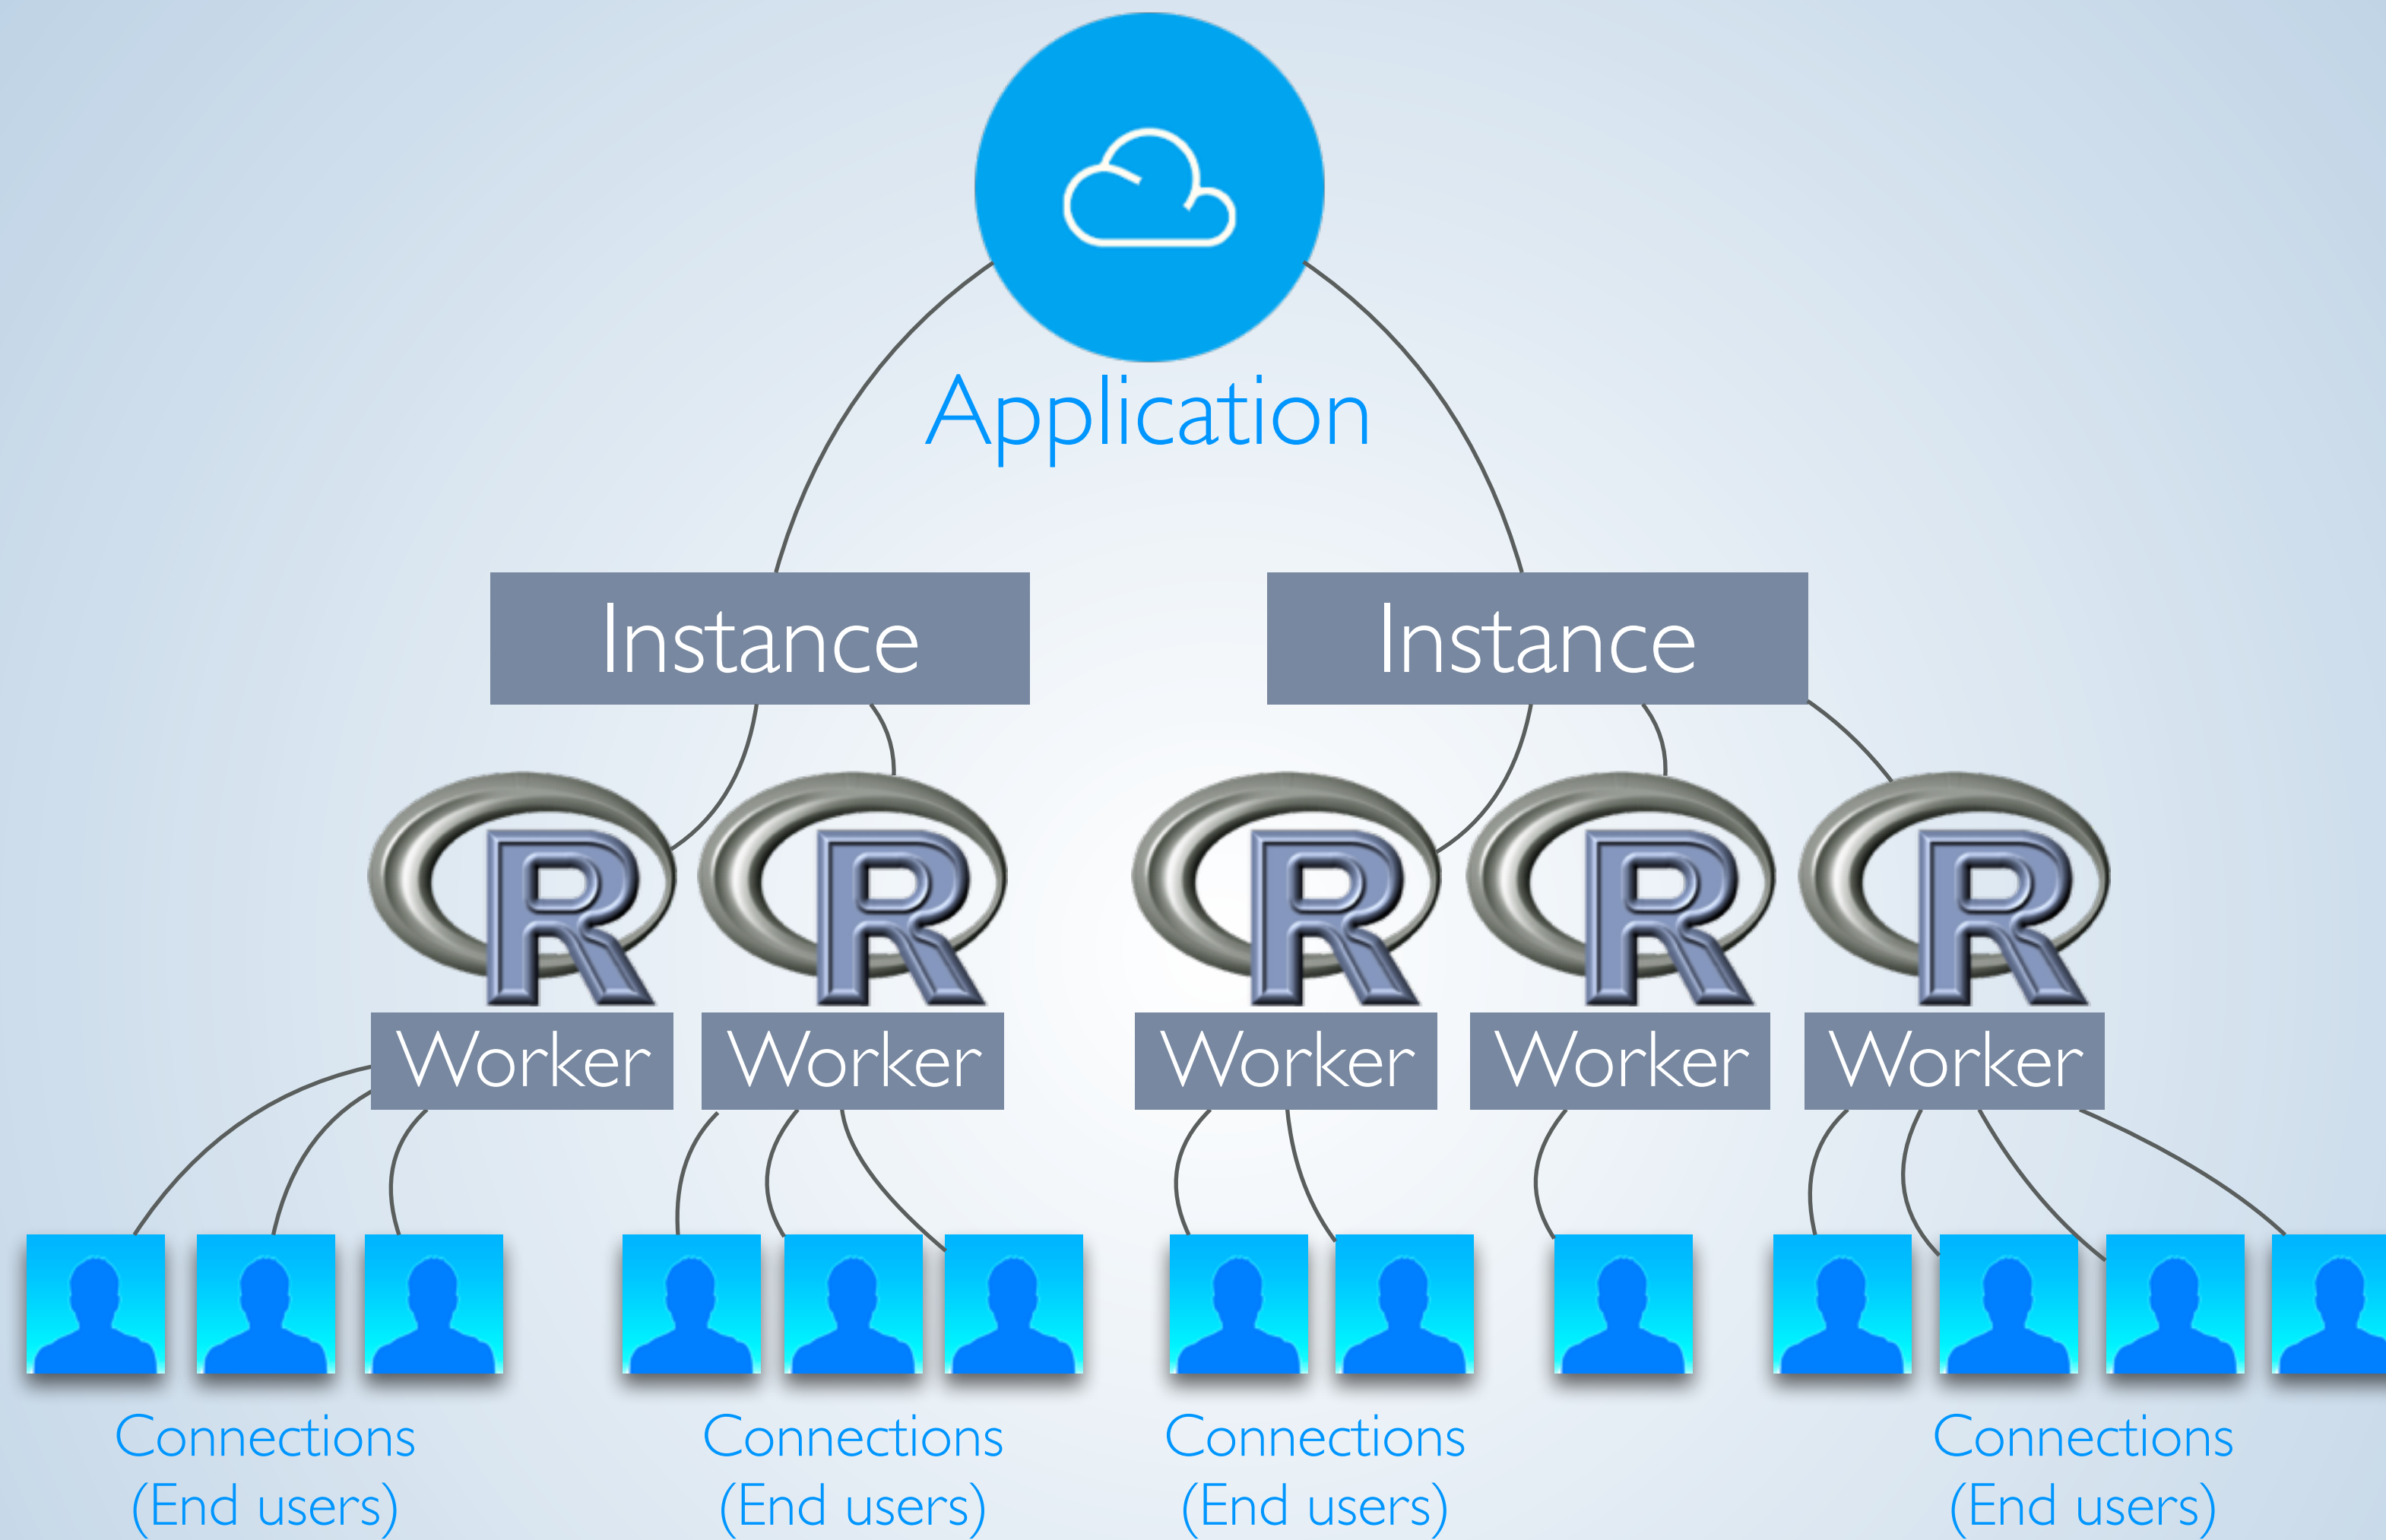 Application
Instance
Instance
R
R
R
R
R
Worker
Worker
Worker
Worker
Worker
Connections
(End users)
Connections
(End users)
Connections
(End users)
Connections
(End users)